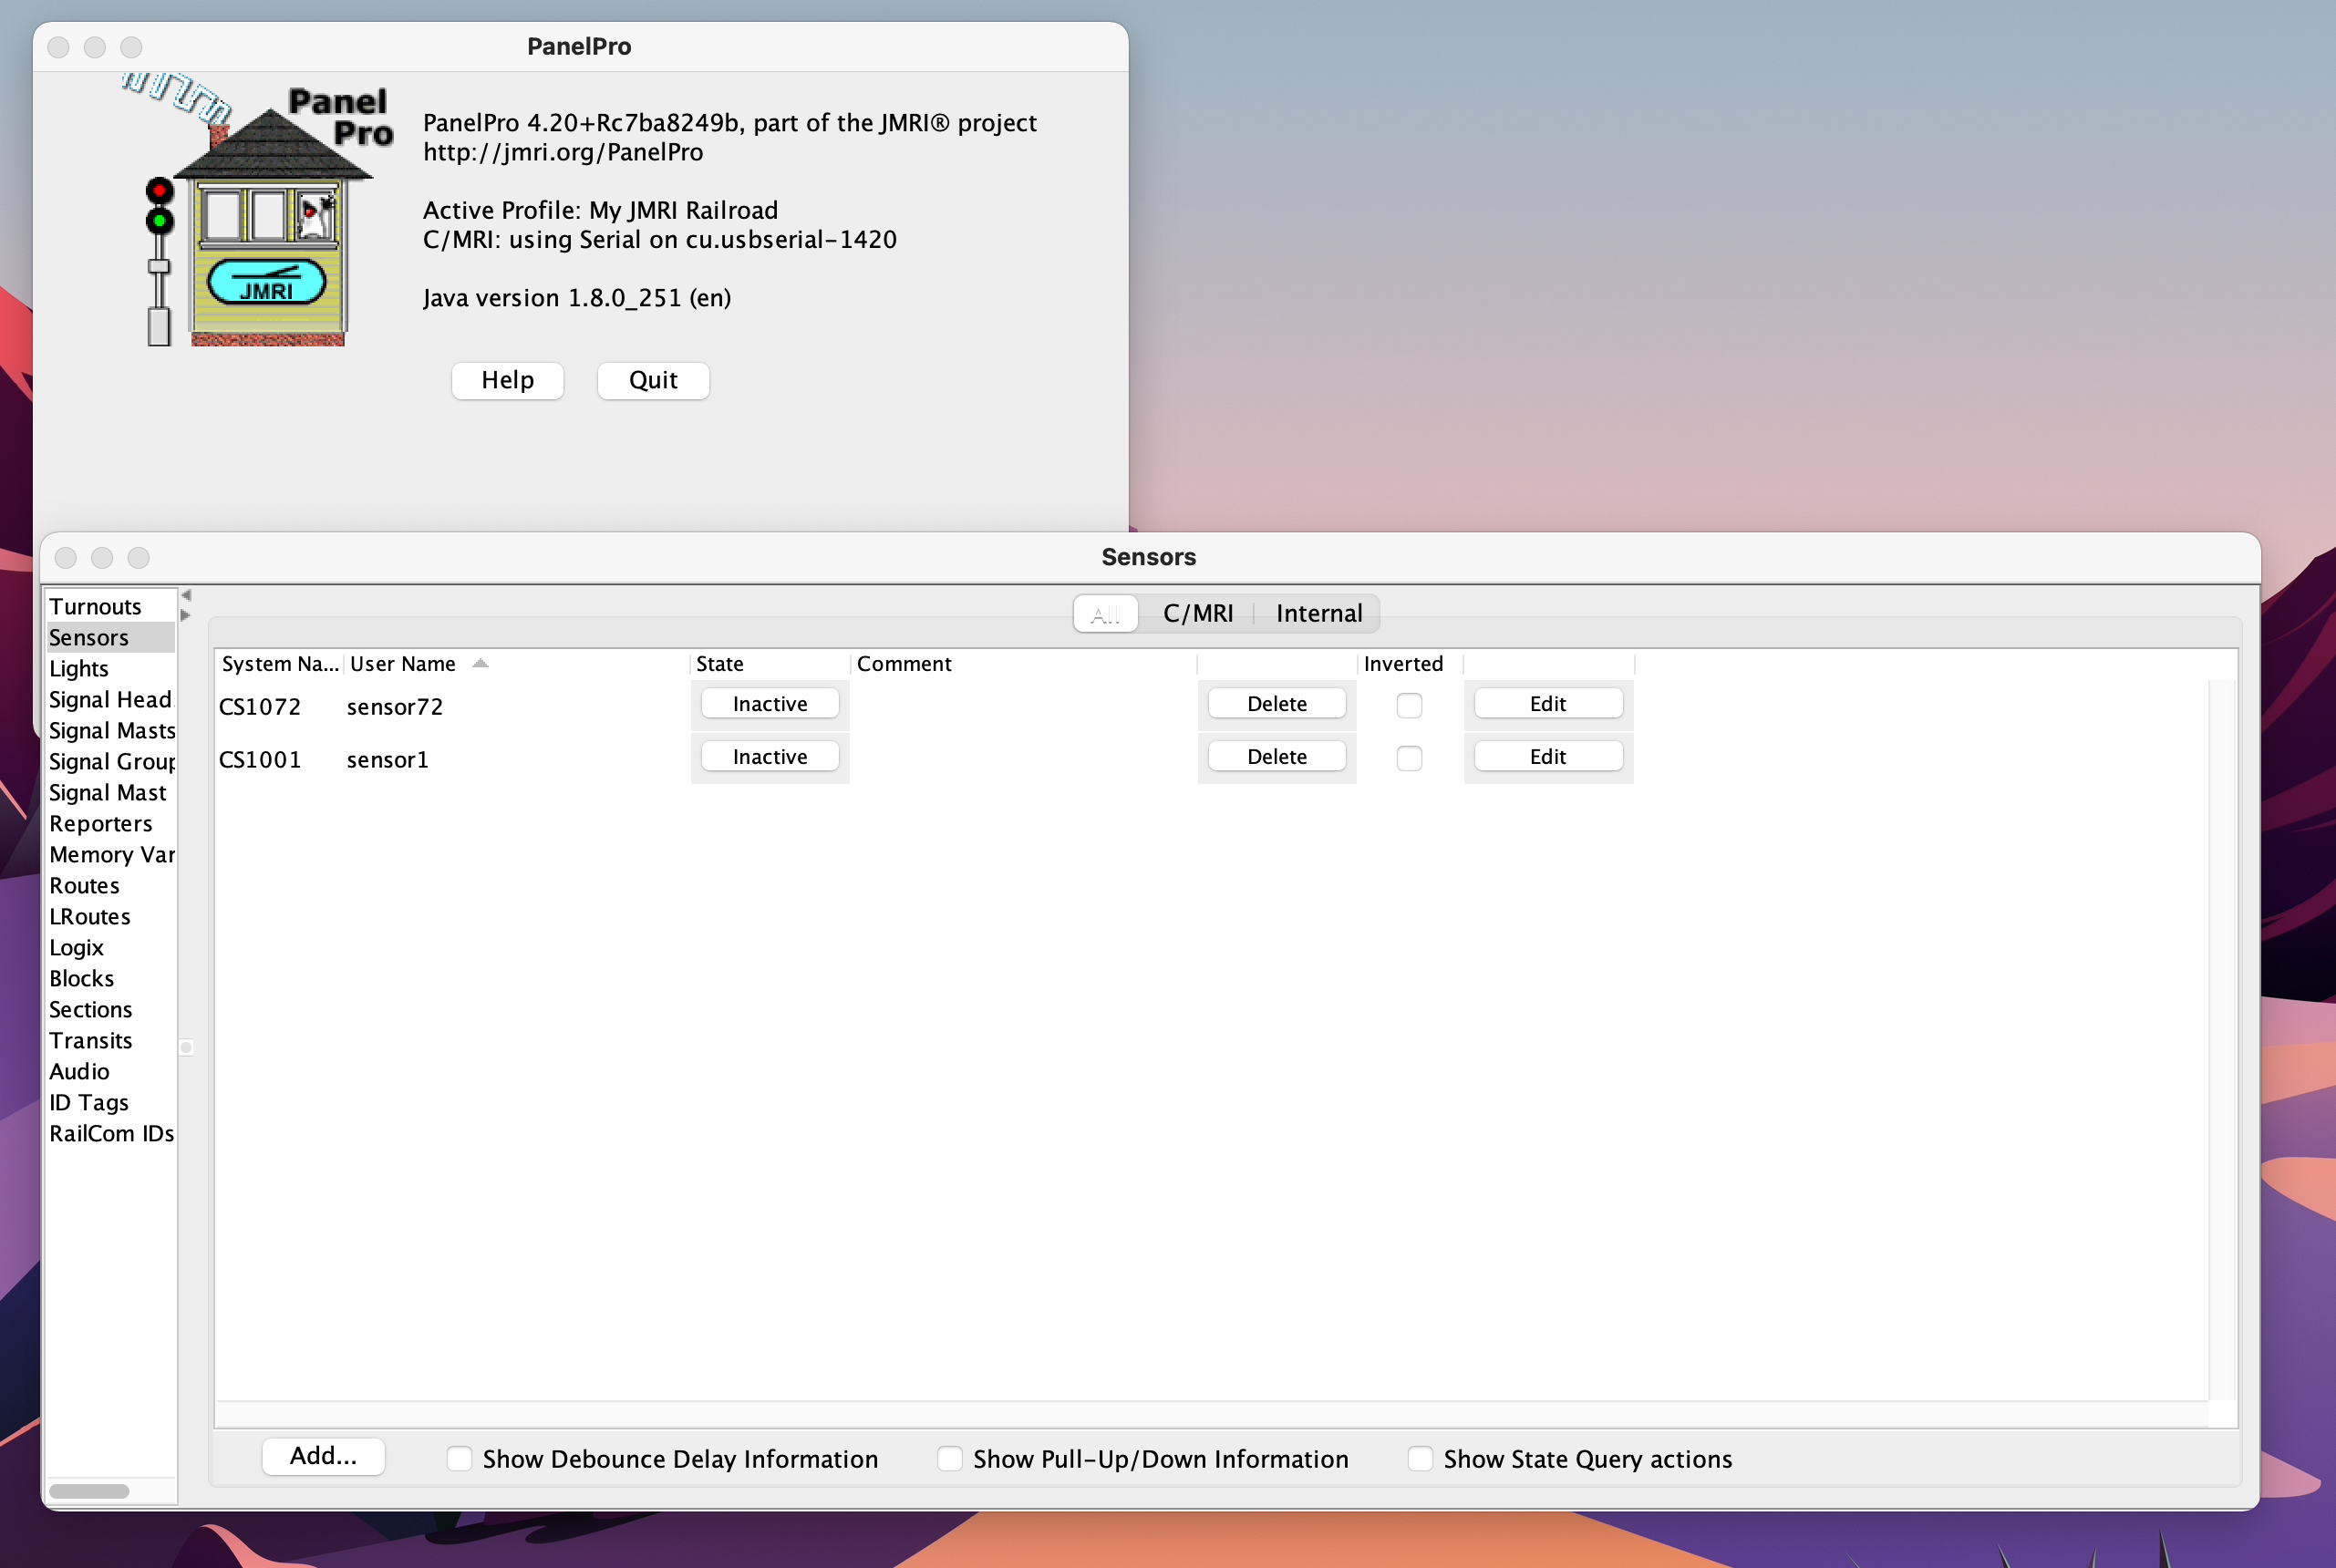 PanelPro
Panel
Pro
PanelPro 4.20+Rc7ba8249b, part of the JMRI® project
http://jmri.org/PanelPro
Active Profile: My JMRI Railroad
C/MRI: using Serial on cu.usbserial-1420
Java version 1.8.0_251 (en)
JMRI
Help Quit
Sensors
Turnouts
Sensors
Lights
Signal Head
Signal Masts
Signal Group
Signal Mast
Reporters
Memory Var
Routes
LRoutes
Logix
Blocks
Sections
Transits
Audio
ID Tags
RailCom IDs
All C/MRI Internal
System Na... User Name State Comment Inverted
CS1072 sensor72 Inactive Delete Edit
CS1001 sensor1 Inactive Delete Edit
Add... Show Debounce Delay Information Show Pull-Up/Down Information Show State Query actions